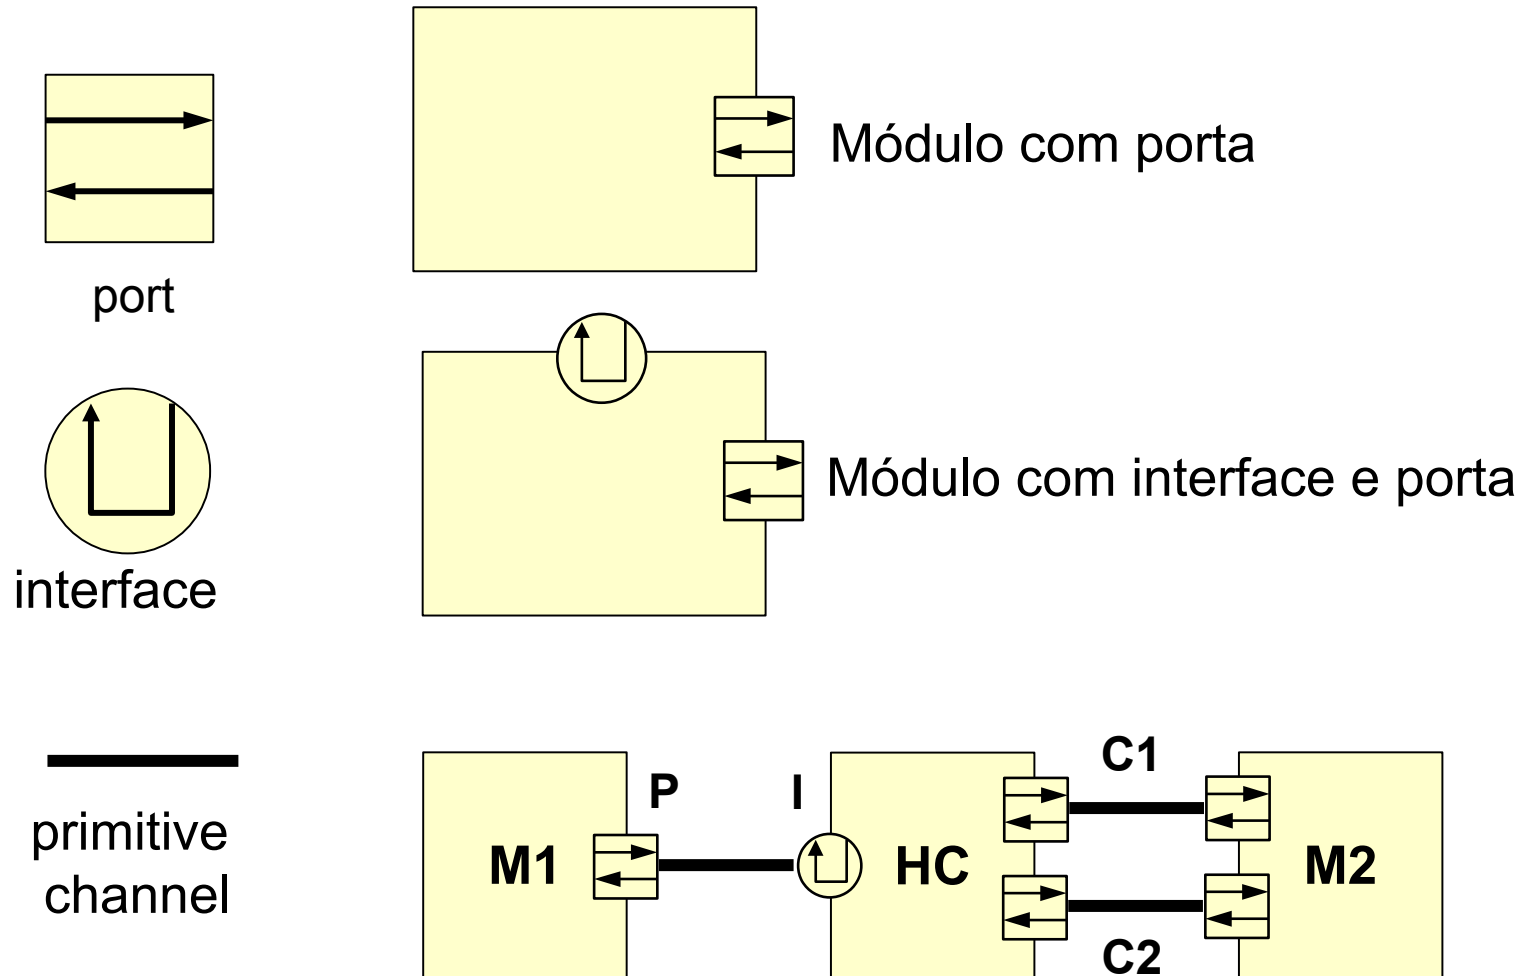 Módulo com porta
port
Módulo com interface e porta
interface
primitive
channel
C1
P
I
M1
HC
M2
C2